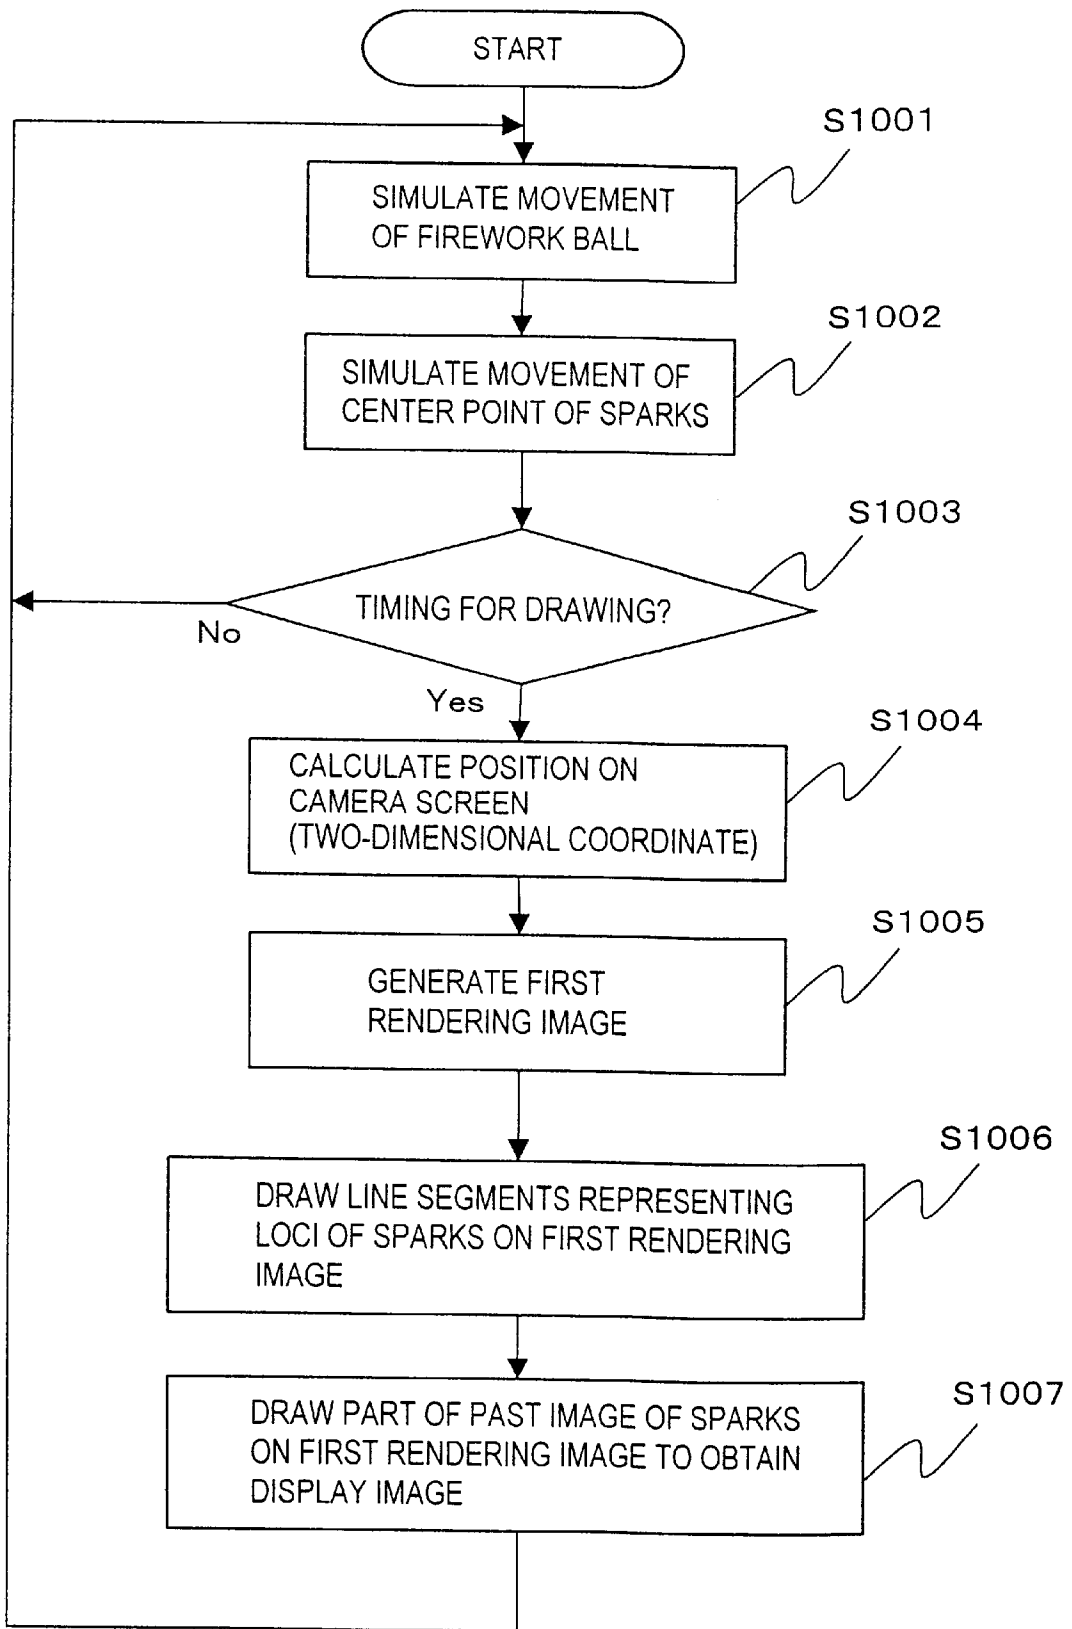 START
S1001
SIMULATE MOVEMENT
OF FIREWORK BALL
S1002
SIMULATE MOVEMENT OF
CENTER POINT OF SPARKS
S1003
TIMING FOR DRAWING?
No
Yes
S1004
CALCULATE POSITION ON
CAMERA SCREEN
(TWO-DIMENSIONAL COORDINATE)
S1005
GENERATE FIRST
RENDERING IMAGE
S1006
DRAW LINE SEGMENTS REPRESENTING
LOCI OF SPARKS ON FIRST RENDERING
IMAGE
S1007
DRAW PART OF PAST IMAGE OF SPARKS
ON FIRST RENDERING IMAGE TO OBTAIN
DISPLAY IMAGE